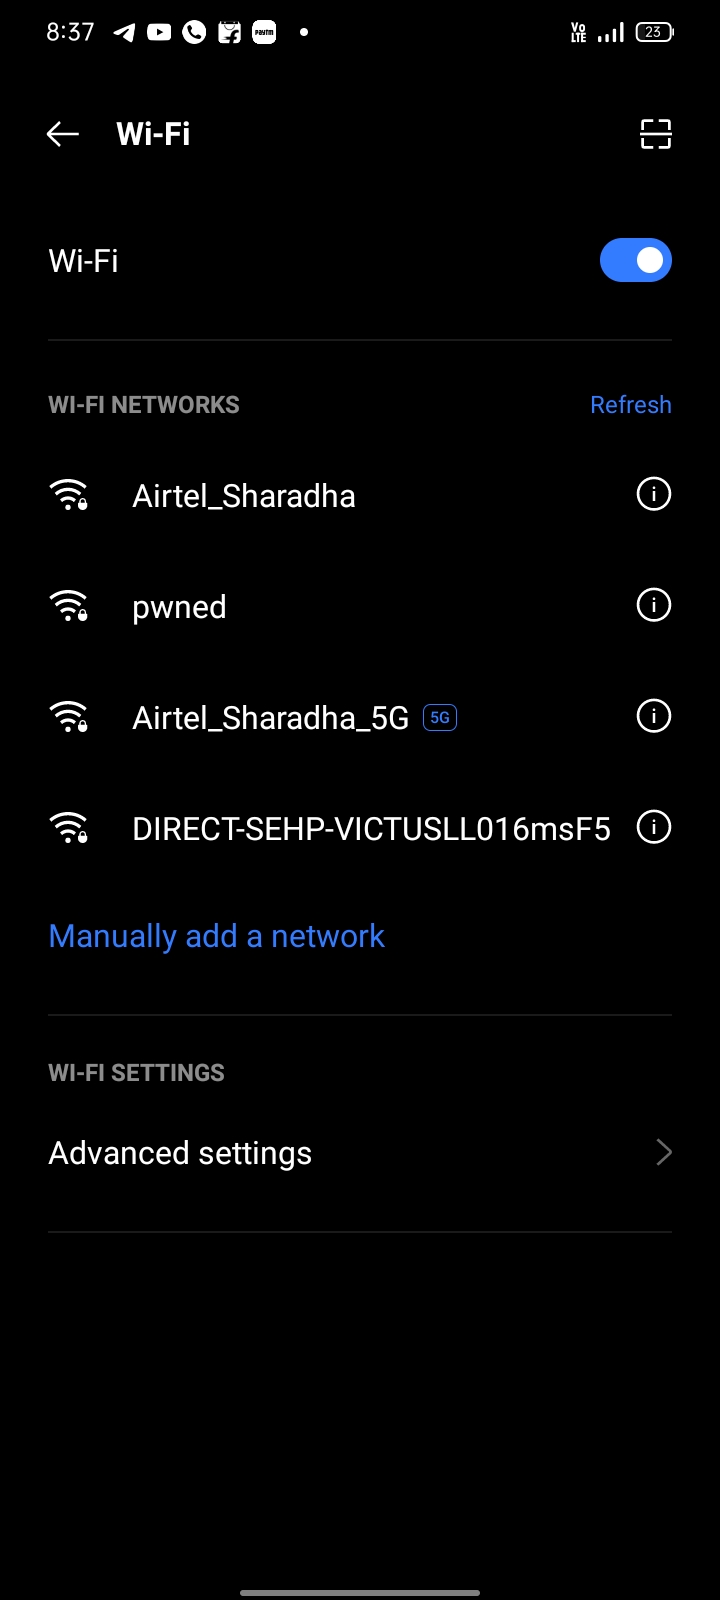 8:37 paytm Vo LTE 23
Wi-Fi
Wi-Fi
WI-FI NETWORKS Refresh
Airtel_Sharadha
pwned
Airtel_Sharadha_5G 5G
DIRECT-SEHP-VICTUSLL016msF5
Manually add a network
WI-FI SETTINGS
Advanced settings